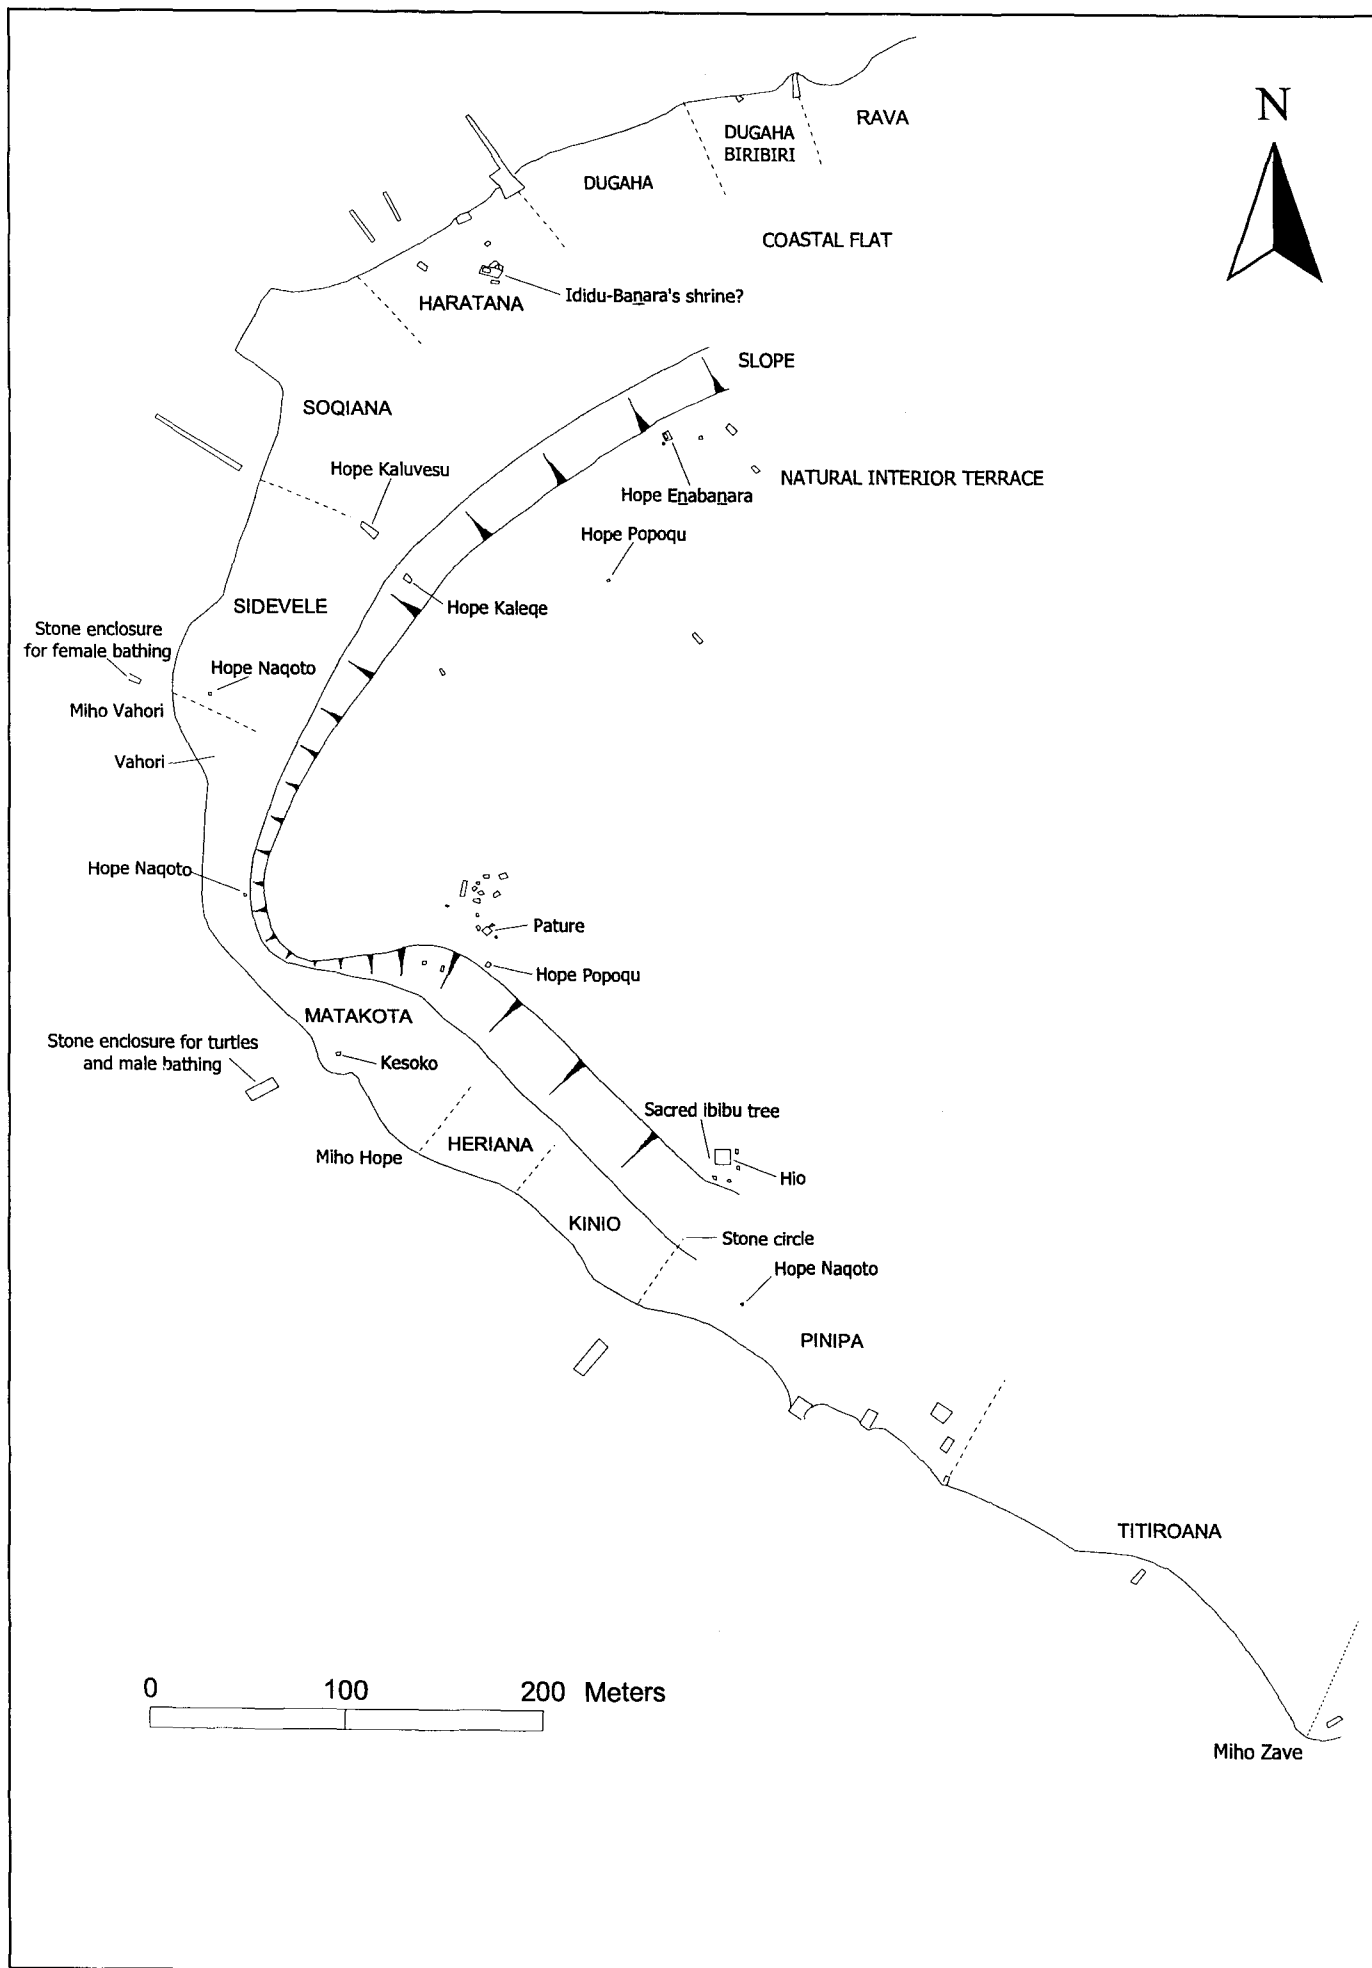 N
RAVA
DUGAHA
BIRIBIRI
DUGAHA
COASTAL FLAT
Ididu-Baṉara's shrine?
HARATANA
SLOPE
SOQIANA
Hope Kaluvesu
NATURAL INTERIOR TERRACE
Hope Eṉabaṉara
Hope Popoqu
SIDEVELE
Hope Kaleqe
Stone enclosure
for female bathing
Hope Naqoto
Miho Vahori
Vahori
Hope Naqoto
Pature
Hope Popoqu
MATAKOTA
Stone enclosure for turtles
and male bathing
Kesoko
Sacred ibibu tree
HERIANA
Miho Hope
Hio
KINIO
Stone circle
Hope Naqoto
PINIPA
TITIROANA
0 100 200 Meters
Miho Zave